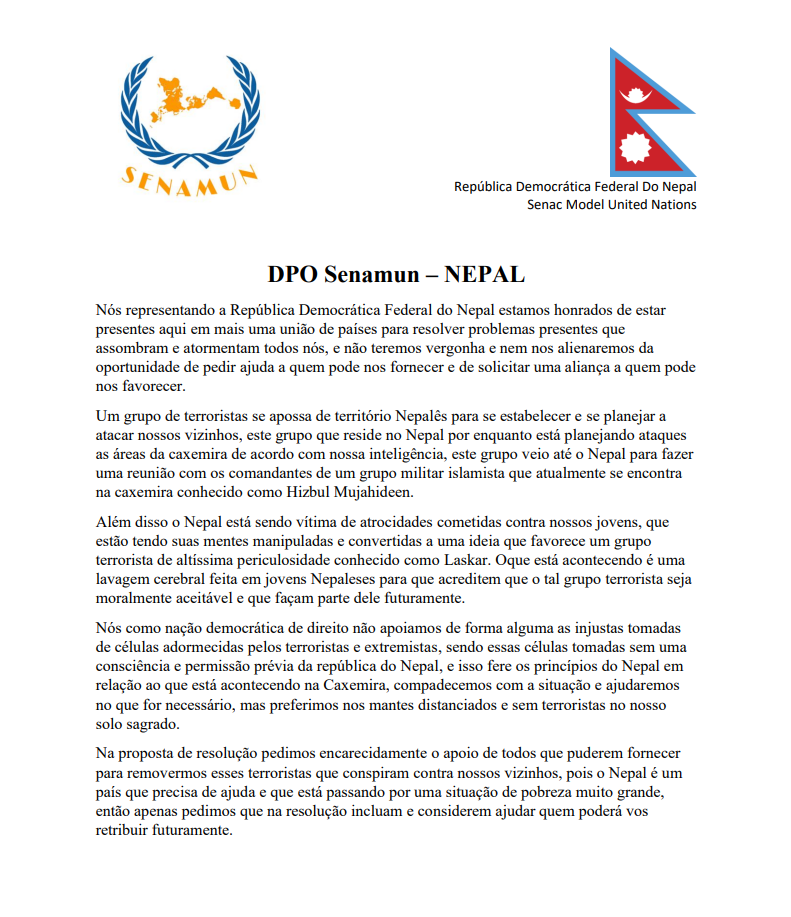 SENAMUN
República Democrática Federal Do Nepal
Senac Model United Nations
DPO Senamun – NEPAL
Nós representando a República Democrática Federal do Nepal estamos honrados de estar
presentes aqui em mais uma união de países para resolver problemas presentes que
assombram e atormentam todos nós, e não teremos vergonha e nem nos alienaremos da
oportunidade de pedir ajuda a quem pode nos fornecer e de solicitar uma aliança a quem pode
nos favorecer.
Um grupo de terroristas se apossa de território Nepalês para se estabelecer e se planejar a
atacar nossos vizinhos, este grupo que reside no Nepal por enquanto está planejando ataques
as áreas da caxemira de acordo com nossa inteligência, este grupo veio até o Nepal para fazer
uma reunião com os comandantes de um grupo militar islamista que atualmente se encontra
na caxemira conhecido como Hizbul Mujahideen.
Além disso o Nepal está sendo vítima de atrocidades cometidas contra nossos jovens, que
estão tendo suas mentes manipuladas e convertidas a uma ideia que favorece um grupo
terrorista de altíssima periculosidade conhecido como Laskar. Oque está acontecendo é uma
lavagem cerebral feita em jovens Nepaleses para que acreditem que o tal grupo terrorista seja
moralmente aceitável e que façam parte dele futuramente.
Nós como nação democrática de direito não apoiamos de forma alguma as injustas tomadas
de células adormecidas pelos terroristas e extremistas, sendo essas células tomadas sem uma
consciência e permissão prévia da república do Nepal, e isso fere os princípios do Nepal em
relação ao que está acontecendo na Caxemira, compadecemos com a situação e ajudaremos
no que for necessário, mas preferimos nos mantes distanciados e sem terroristas no nosso
solo sagrado.
Na proposta de resolução pedimos encarecidamente o apoio de todos que puderem fornecer
para removermos esses terroristas que conspiram contra nossos vizinhos, pois o Nepal é um
país que precisa de ajuda e que está passando por uma situação de pobreza muito grande,
então apenas pedimos que na resolução incluam e considerem ajudar quem poderá vos
retribuir futuramente.